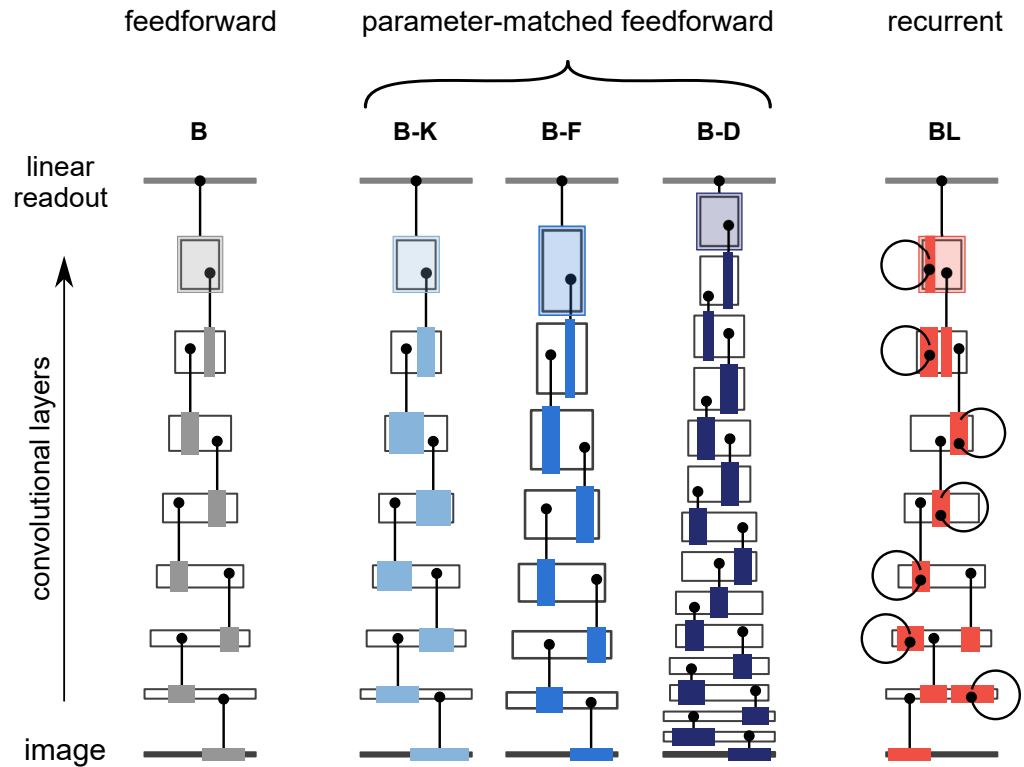 feedforward
parameter-matched feedforward
recurrent
B
B-K
B-F
B-D
BL
linear
readout
convolutional layers
image